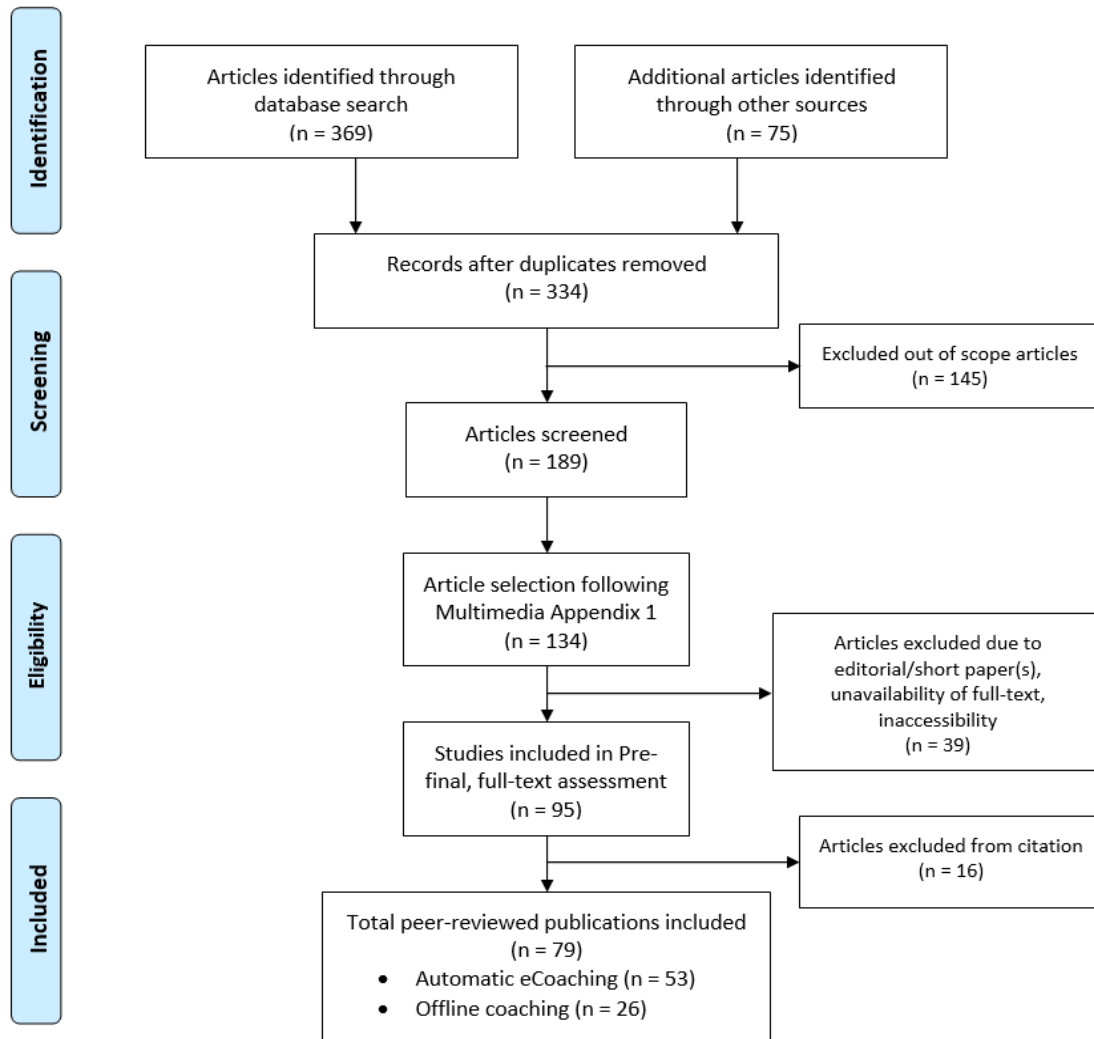 Identification
Articles identified through
database search
(n = 369)
Additional articles identified
through other sources
(n = 75)
Records after duplicates removed
(n = 334)
Screening
Excluded out of scope articles
(n = 145)
Articles screened
(n = 189)
Eligibility
Article selection following
Multimedia Appendix 1
(n = 134)
Articles excluded due to
editorial/short paper(s),
unavailability of full-text,
inaccessibility
(n = 39)
Studies included in Pre-
final, full-text assessment
(n = 95)
Included
Articles excluded from citation
(n = 16)
Total peer-reviewed publications included
(n = 79)
• Automatic eCoaching (n = 53)
• Offline coaching (n = 26)